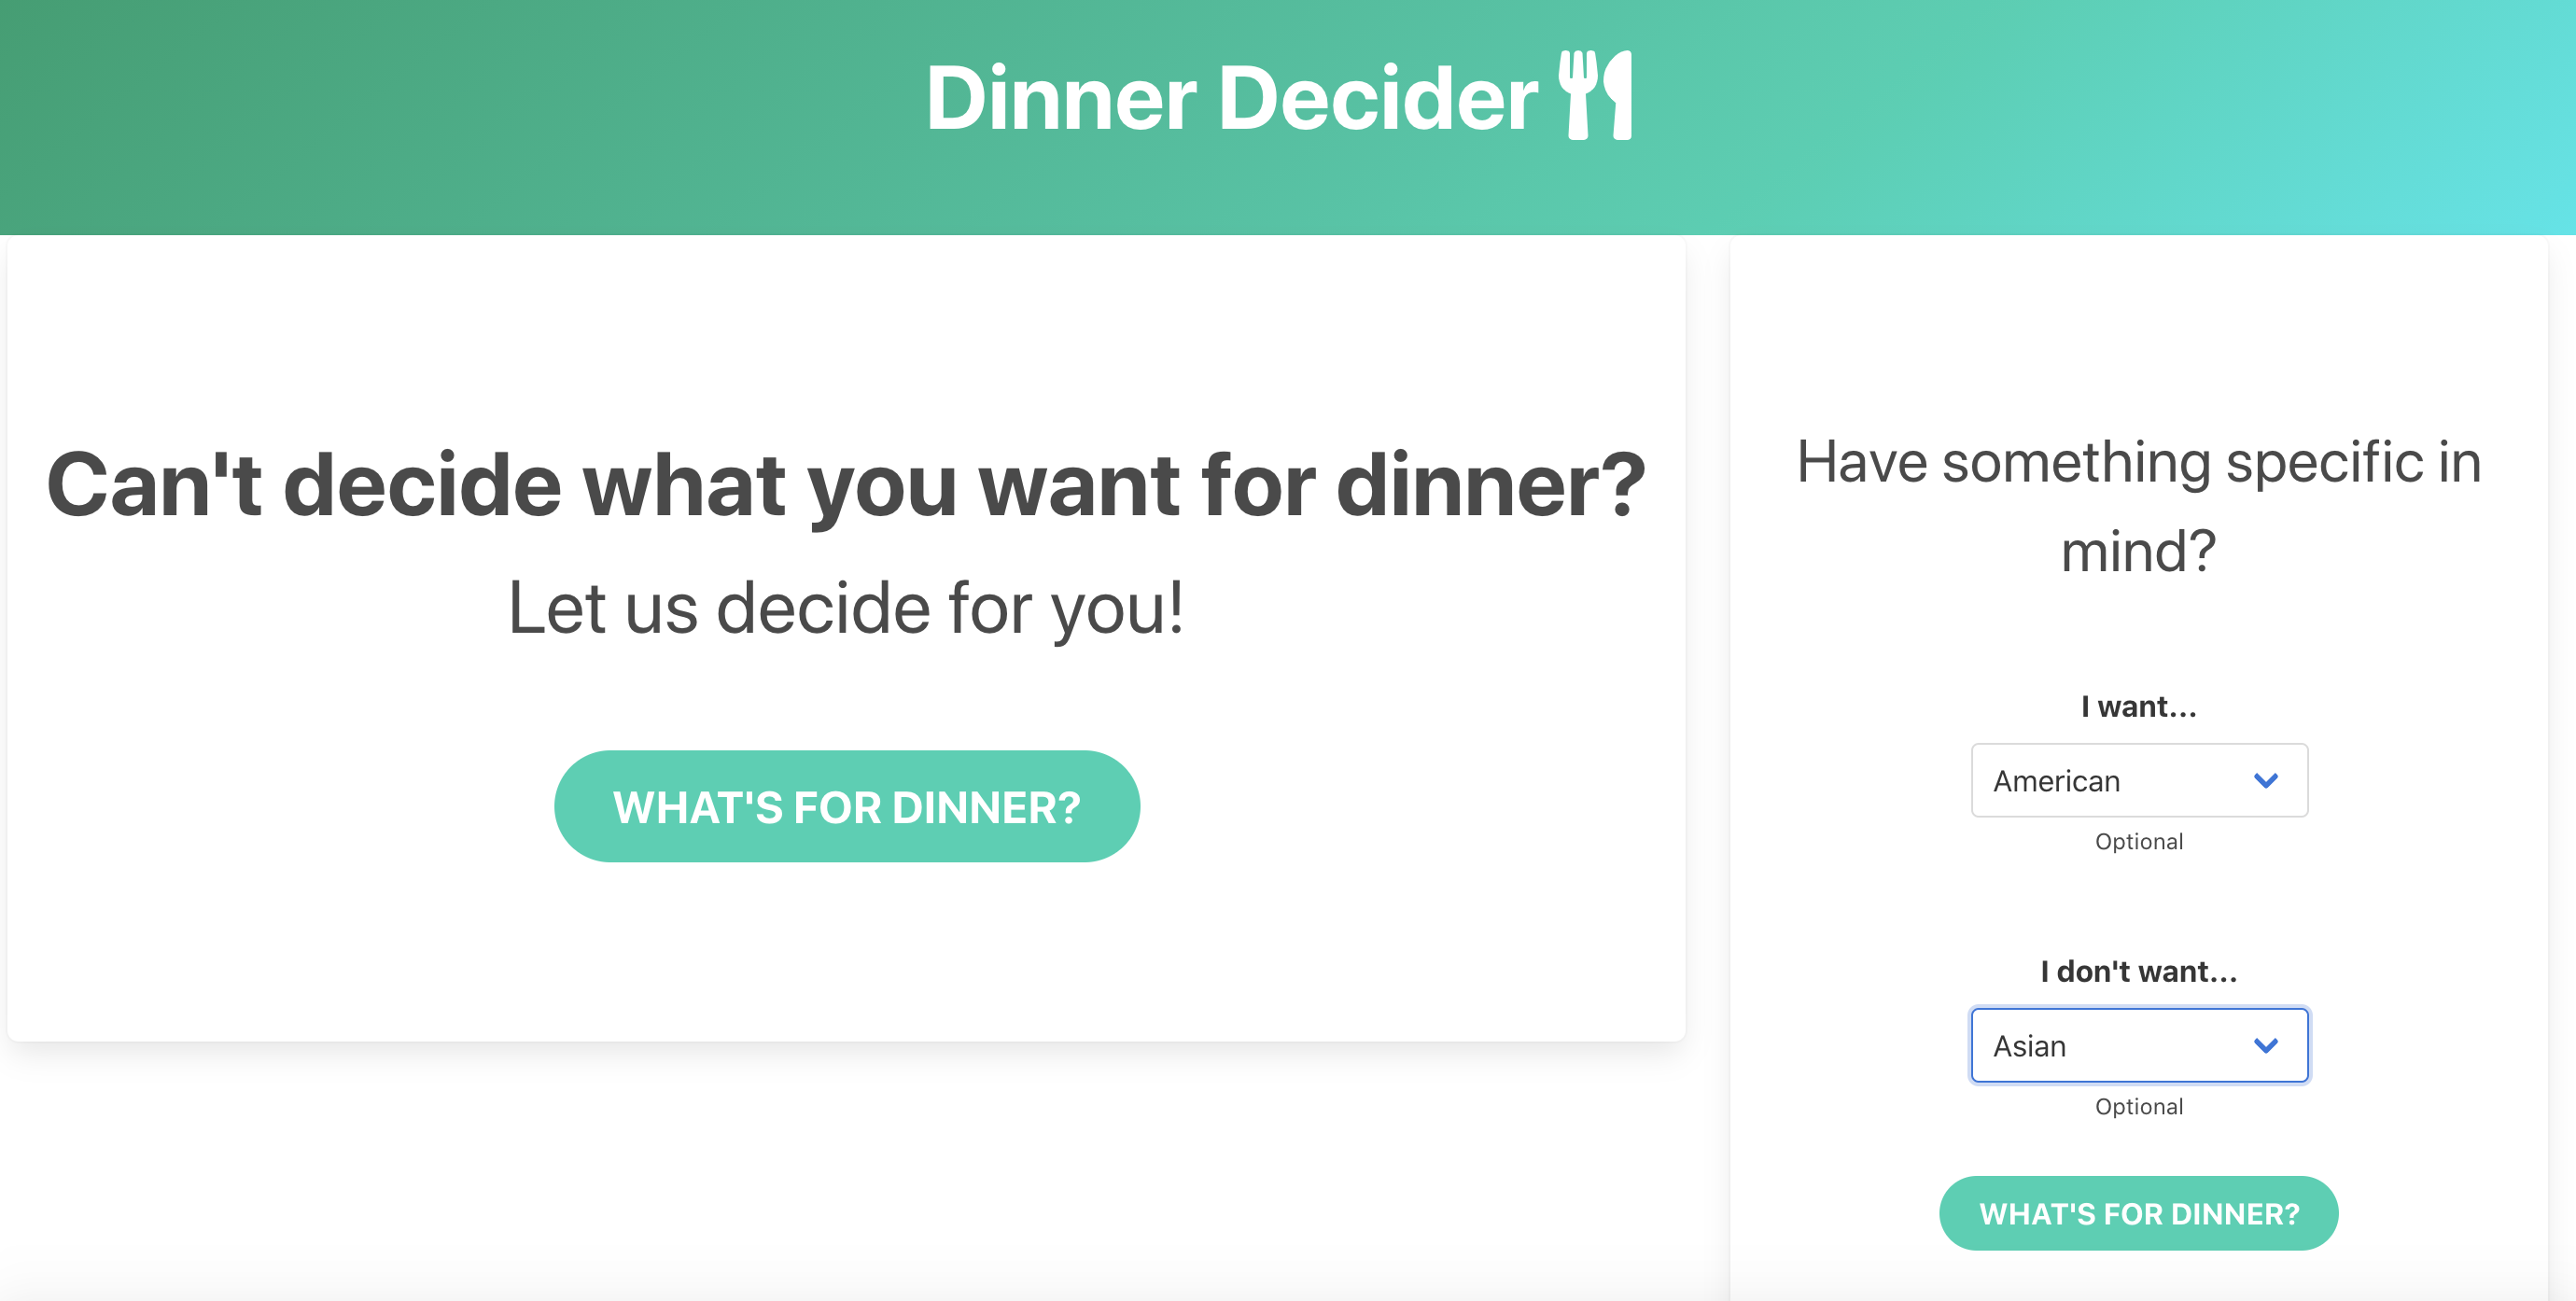 Dinner Decider
Can't decide what you want for dinner?
Let us decide for you!
WHAT'S FOR DINNER?
Have something specific in
mind?
I want...
American
Optional
I don't want...
Asian
Optional
WHAT'S FOR DINNER?